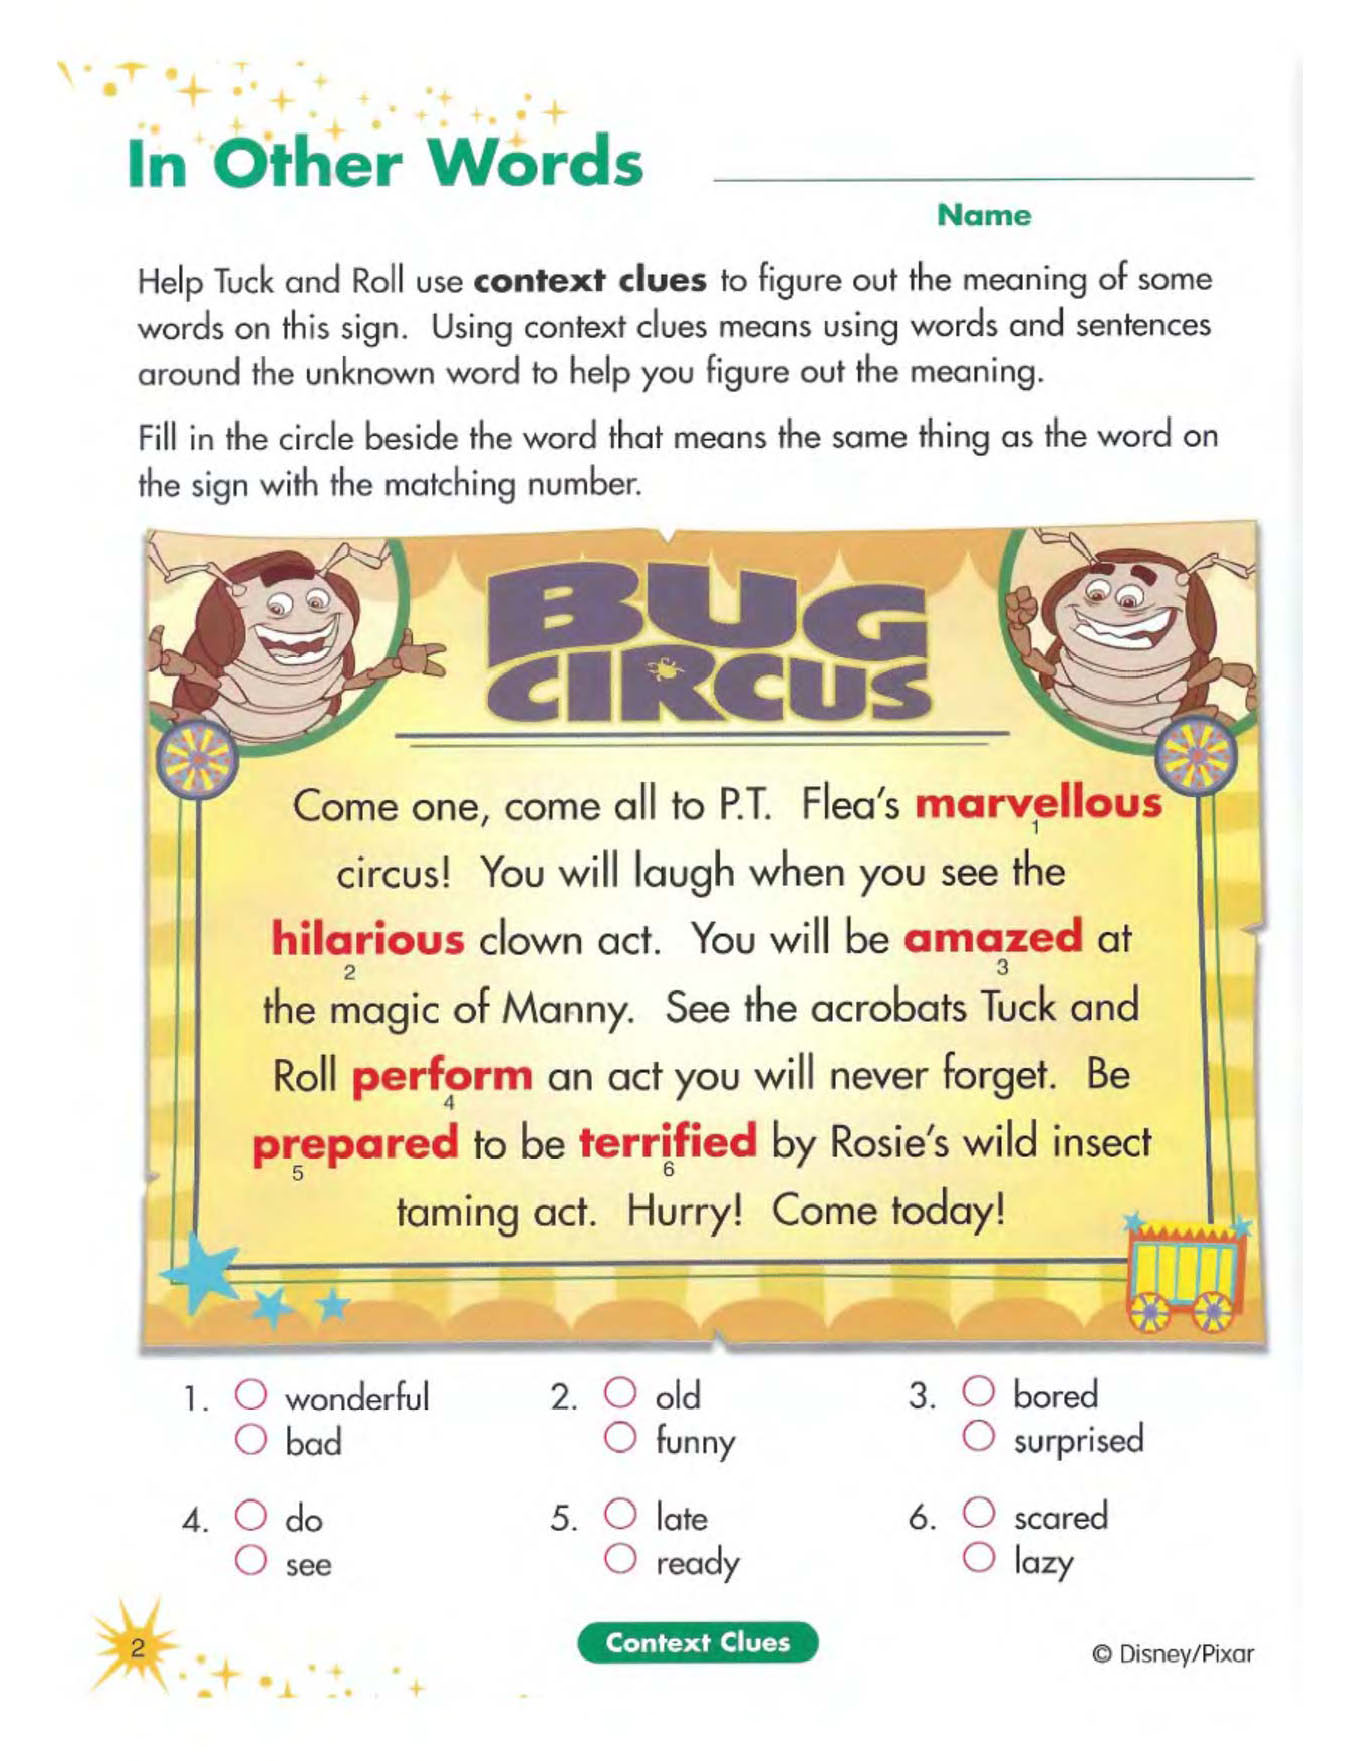 In Other Words
Name
Help Tuck and Roll use context clues to figure out the meaning of some
words on this sign. Using context clues means using words and sentences
around the unknown word to help you figure out the meaning.
Fill in the circle beside the word that means the same thing as the word on
the sign with the matching number.
BUG
CIRCUS
Come one, come all to P.T. Flea's marvellous
1
circus! You will laugh when you see the
hilarious clown act. You will be amazed at
2 3
the magic of Manny. See the acrobats Tuck and
Roll perform an act you will never forget. Be
4
prepared to be terrified by Rosie's wild insect
5 6
taming act. Hurry! Come today!
1. wonderful
bad
2. old
funny
3. bored
surprised
4. do
see
5. late
ready
6. scared
lazy
2
Context Clues
© Disney/Pixar